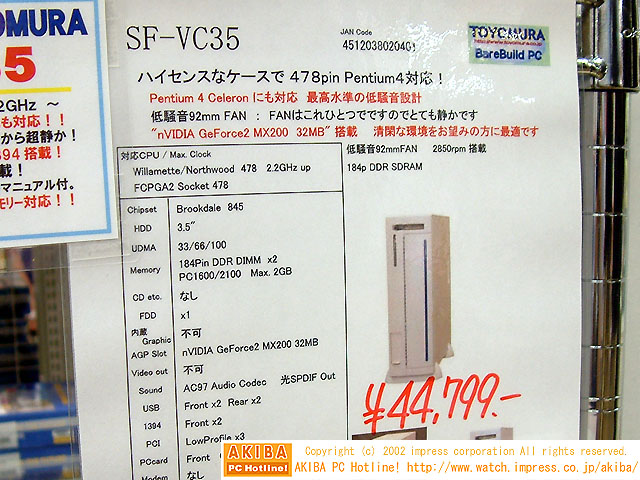 OMURA
5
2GHz ～
も対応！！
から超静か！
394 搭載！
載！
マニュアル付。
モリー対応！！
SF-VC35
JAN Code
4512038020401
TOYOMURA
BareBuild PC
ハイセンスなケースで 478pin Pentium4対応！
Pentium 4 Celeron にも対応 最高水準の低騒音設計
低騒音92mm FAN ： FANはこれひとつでですのでとても静かです
"nVIDIA GeForce2 MX200 32MB" 搭載 清閑な環境をお望みの方に最適です
対応CPU / Max. Clock
Willamette/Northwood 478 2.2GHz up
FCPGA2 Socket 478
低騒音92mmFAN 2850rpm 搭載
184p DDR SDRAM
Chipset Brookdale 845
HDD 3.5"
UDMA 33/66/100
Memory 184Pin DDR DIMM x2
PC1600/2100 Max. 2GB
CD etc. なし
FDD x1
内蔵 Graphic 不可
AGP Slot nVIDIA GeForce2 MX200 32MB
Video out 不可
Sound AC97 Audio Codec 光SPDIF Out
USB Front x2 Rear x2
1394 Front x2
PCI LowProfile x3
PCcard Front
Modem なし
¥44,799.-
AKIBA
PC Hotline!
Copyright (c) 2002 impress corporation All rights reserved.
AKIBA PC Hotline! http://www.watch.impress.co.jp/akiba/